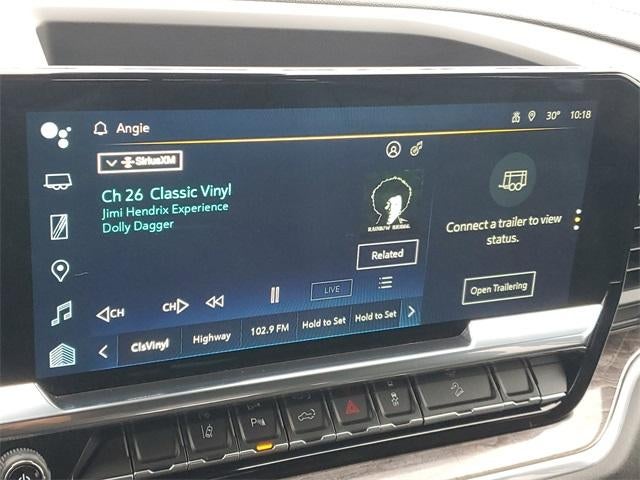 Angie
30° 10:18
SiriusXM
Ch 26 Classic Vinyl
Jimi Hendrix Experience
Dolly Dagger
RAINBOW BRIDGE
Related
Connect a trailer to view
status.
Open Trailering
CH
CH
LIVE
ClsVinyl
Highway
102.9 FM
Hold to Set
Hold to Set
P